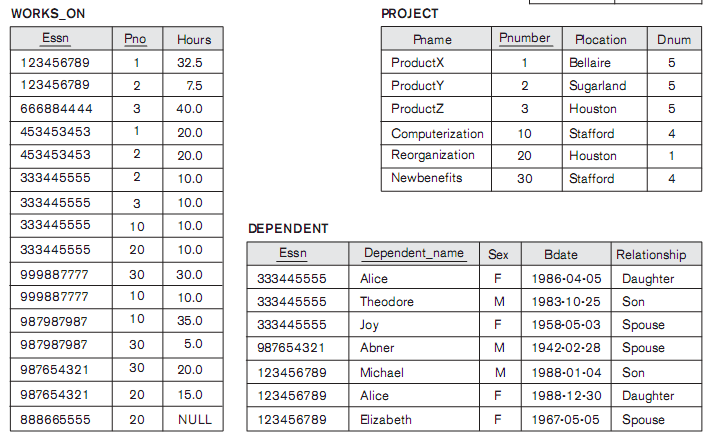 WORKS_ON
Essn Pno Hours
123456789 1 32.5
123456789 2 7.5
666884444 3 40.0
453453453 1 20.0
453453453 2 20.0
333445555 2 10.0
333445555 3 10.0
333445555 10 10.0
333445555 20 10.0
999887777 30 30.0
999887777 10 10.0
987987987 10 35.0
987987987 30 5.0
987654321 30 20.0
987654321 20 15.0
888665555 20 NULL
PROJECT
Pname Pnumber Plocation Dnum
ProductX 1 Bellaire 5
ProductY 2 Sugarland 5
ProductZ 3 Houston 5
Computerization 10 Stafford 4
Reorganization 20 Houston 1
Newbenefits 30 Stafford 4
DEPENDENT
Essn Dependent_name Sex Bdate Relationship
333445555 Alice F 1986-04-05 Daughter
333445555 Theodore M 1983-10-25 Son
333445555 Joy F 1958-05-03 Spouse
987654321 Abner M 1942-02-28 Spouse
123456789 Michael M 1988-01-04 Son
123456789 Alice F 1988-12-30 Daughter
123456789 Elizabeth F 1967-05-05 Spouse